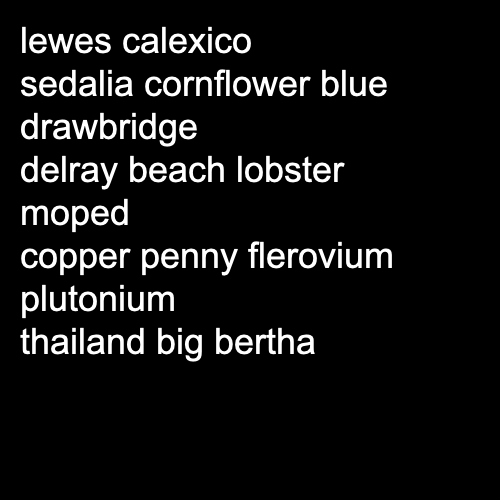 lewes calexico
sedalia cornflower blue
drawbridge
delray beach lobster
moped
copper penny flerovium
plutonium
thailand big bertha